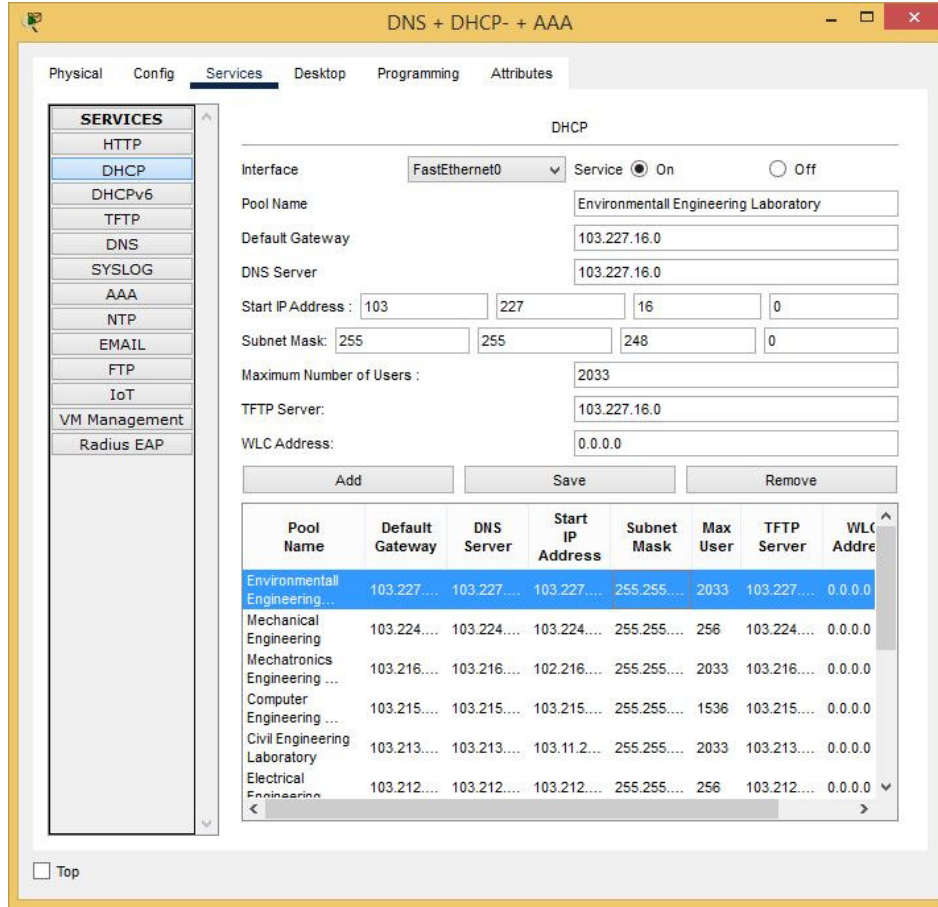 DNS + DHCP- + AAA
Physical Config Services Desktop Programming Attributes
SERVICES
HTTP
DHCP
DHCPv6
TFTP
DNS
SYSLOG
AAA
NTP
EMAIL
FTP
IoT
VM Management
Radius EAP
DHCP
Interface FastEthernet0 Service On Off
Pool Name Environmentall Engineering Laboratory
Default Gateway 103.227.16.0
DNS Server 103.227.16.0
Start IP Address : 103 227 16 0
Subnet Mask: 255 255 248 0
Maximum Number of Users : 2033
TFTP Server: 103.227.16.0
WLC Address: 0.0.0.0
Add Save Remove
Pool Name Default Gateway DNS Server Start IP Address Subnet Mask Max User TFTP Server WLC Addre
Environmentall Engineering... 103.227.... 103.227.... 103.227.... 255.255.... 2033 103.227.... 0.0.0.0
Mechanical Engineering 103.224.... 103.224.... 103.224.... 255.255.... 256 103.224.... 0.0.0.0
Mechatronics Engineering ... 103.216.... 103.216.... 102.216.... 255.255.... 2033 103.216.... 0.0.0.0
Computer Engineering ... 103.215.... 103.215.... 103.215.... 255.255.... 1536 103.215.... 0.0.0.0
Civil Engineering Laboratory 103.213.... 103.213.... 103.11.2... 255.255.... 2033 103.213.... 0.0.0.0
Electrical Engineering 103.212.... 103.212.... 103.212.... 255.255.... 256 103.212.... 0.0.0.0
Top